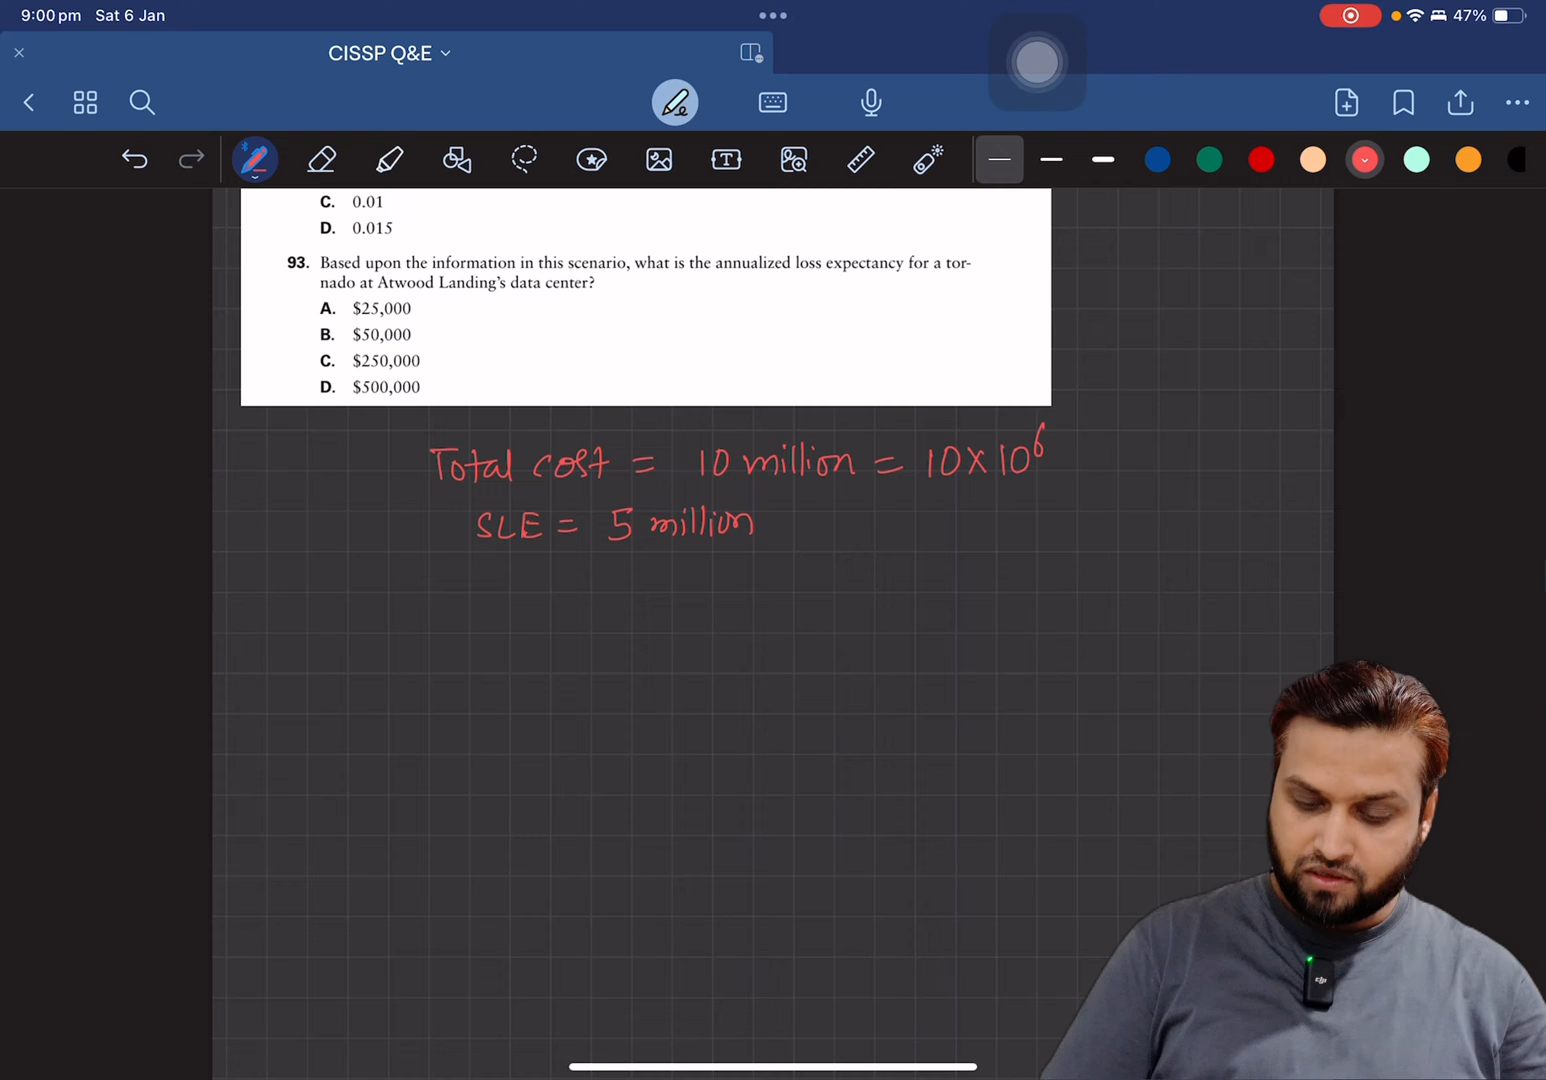 9:00 pm Sat 6 Jan
47%
CISSP Q&E
C. 0.01
D. 0.015
93. Based upon the information in this scenario, what is the annualized loss expectancy for a tor-
nado at Atwood Landing’s data center?
A. $25,000
B. $50,000
C. $250,000
D. $500,000
Total cost = 10 million = 10 X 10⁶
SLE = 5 million
dji